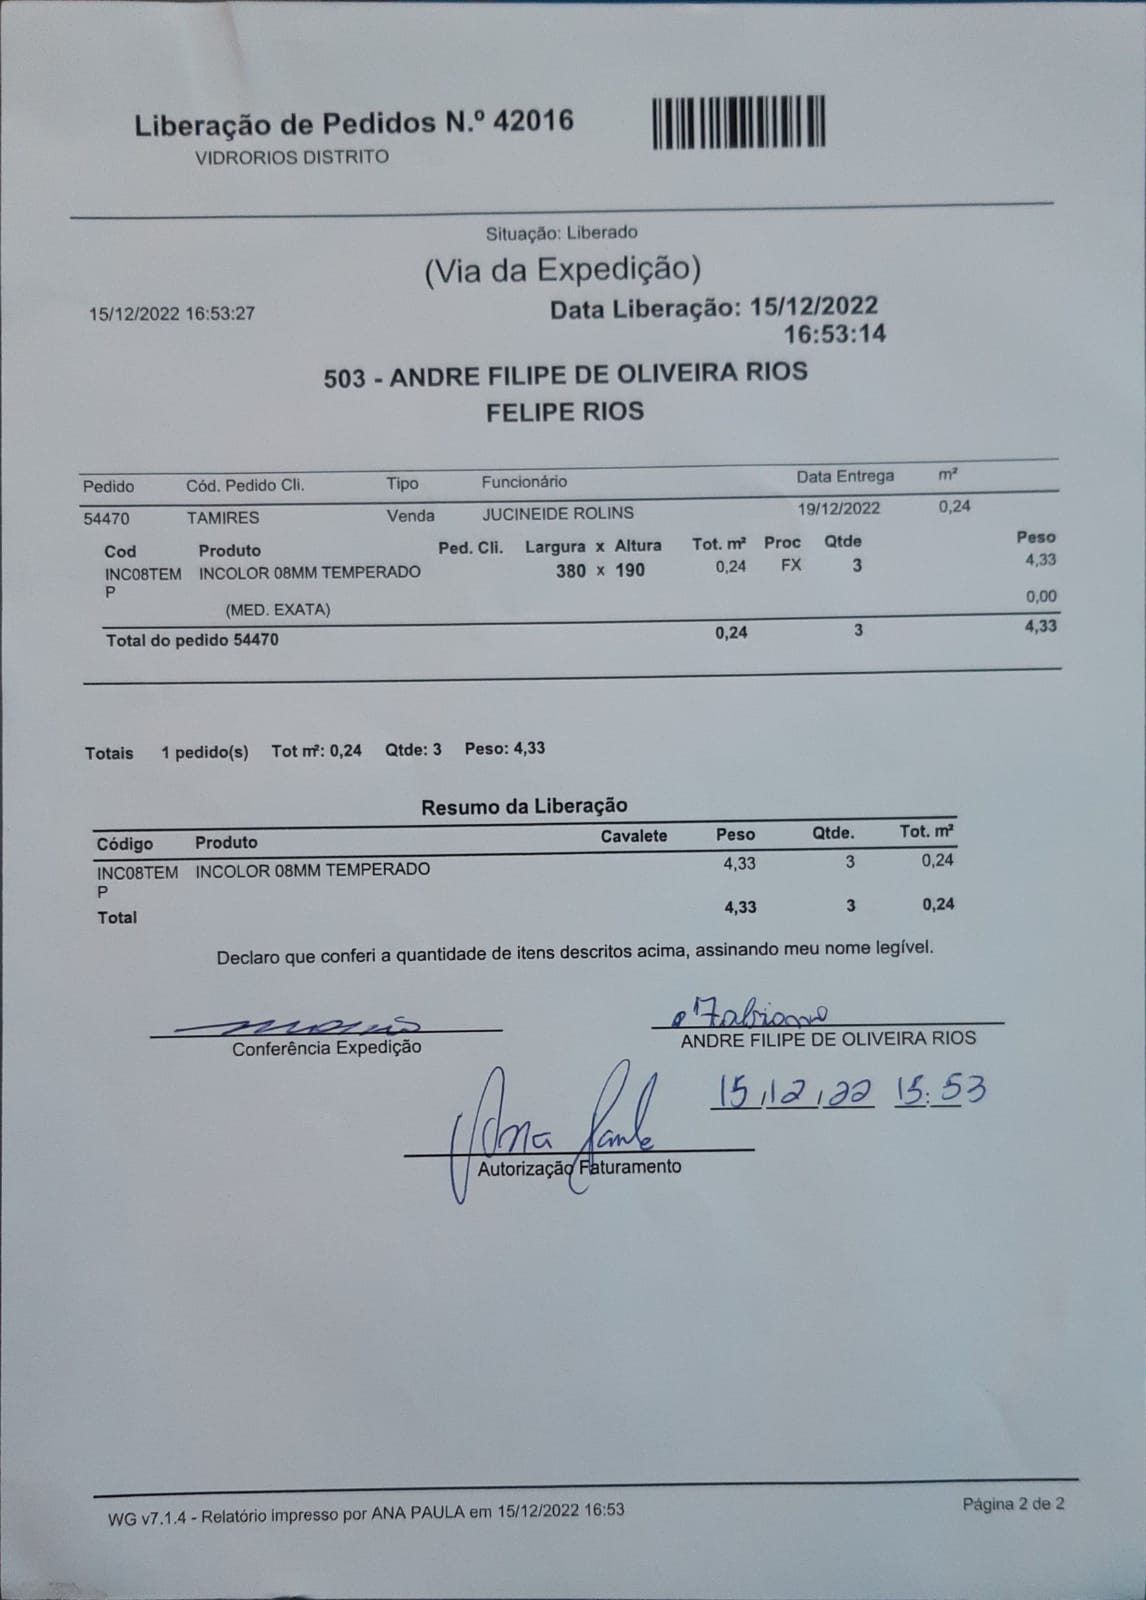 Liberação de Pedidos N.º 42016
VIDRORIOS DISTRITO
Situação: Liberado
(Via da Expedição)
15/12/2022 16:53:27
Data Liberação: 15/12/2022
16:53:14
503 - ANDRE FILIPE DE OLIVEIRA RIOS
FELIPE RIOS
Pedido Cód. Pedido Cli. Tipo Funcionário Data Entrega m²
54470 TAMIRES Venda JUCINEIDE ROLINS 19/12/2022 0,24
Cod Produto Ped. Cli. Largura x Altura Tot. m² Proc Qtde Peso
INC08TEM INCOLOR 08MM TEMPERADO 380 x 190 0,24 FX 3 4,33
P
(MED. EXATA) 0,00
Total do pedido 54470 0,24 3 4,33
Totais 1 pedido(s) Tot m²: 0,24 Qtde: 3 Peso: 4,33
Resumo da Liberação
Código Produto Cavalete Peso Qtde. Tot. m²
INC08TEM INCOLOR 08MM TEMPERADO 4,33 3 0,24
P
Total 4,33 3 0,24
Declaro que conferi a quantidade de itens descritos acima, assinando meu nome legível.
Fabiano
Conferência Expedição ANDRE FILIPE DE OLIVEIRA RIOS
15/12/22 15:53
Ana Paula
Autorização Faturamento
WG v7.1.4 - Relatório impresso por ANA PAULA em 15/12/2022 16:53 Página 2 de 2